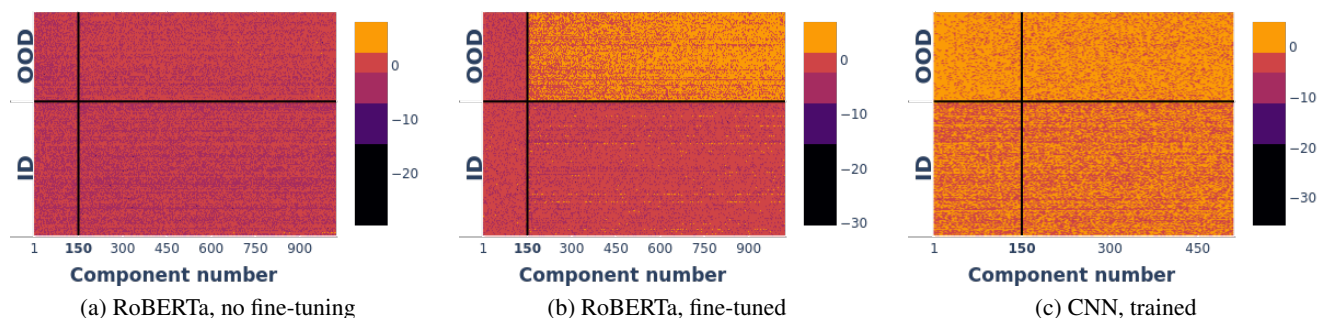 OOD
ID
0
−10
−20
1 150 300 450 600 750 900
Component number
(a) RoBERTa, no fine-tuning
OOD
ID
0
−10
−20
−30
1 150 300 450 600 750 900
Component number
(b) RoBERTa, fine-tuned
OOD
ID
0
−10
−20
−30
1 150 300 450
Component number
(c) CNN, trained